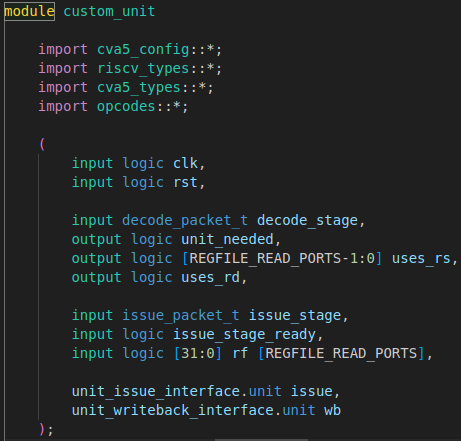 module custom_unit
import cva5_config::*;
import riscv_types::*;
import cva5_types::*;
import opcodes::*;
(
input logic clk,
input logic rst,
input decode_packet_t decode_stage,
output logic unit_needed,
output logic [REGFILE_READ_PORTS-1:0] uses_rs,
output logic uses_rd,
input issue_packet_t issue_stage,
input logic issue_stage_ready,
input logic [31:0] rf [REGFILE_READ_PORTS],
unit_issue_interface.unit issue,
unit_writeback_interface.unit wb
);